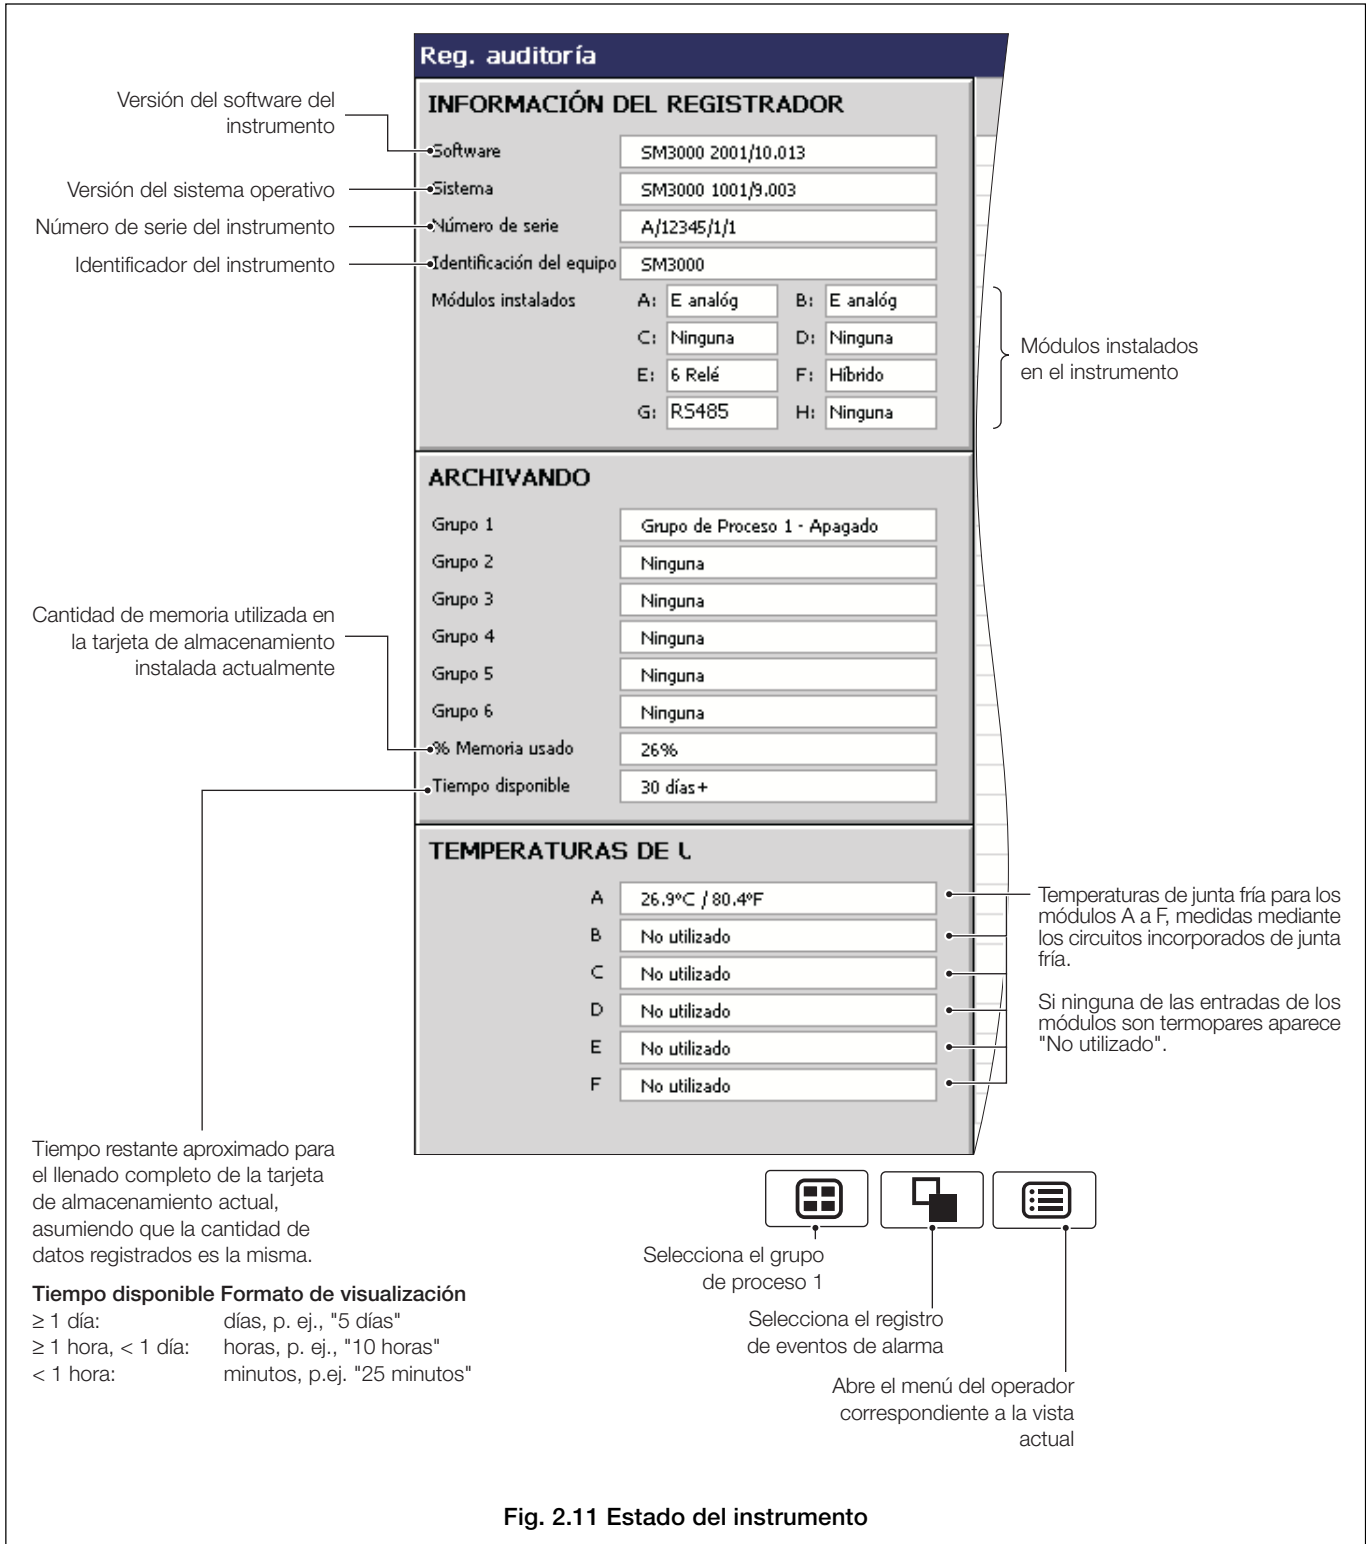 Reg. auditoría
INFORMACIÓN DEL REGISTRADOR
Versión del software del
instrumento
Software SM3000 2001/10.013
Versión del sistema operativo
Sistema SM3000 1001/9.003
Número de serie del instrumento
Número de serie A/12345/1/1
Identificador del instrumento
Identificación del equipo SM3000
Módulos instalados A: E analóg B: E analóg
C: Ninguna D: Ninguna
E: 6 Relé F: Híbrido
G: RS485 H: Ninguna
Módulos instalados
en el instrumento
ARCHIVANDO
Grupo 1 Grupo de Proceso 1 - Apagado
Grupo 2 Ninguna
Grupo 3 Ninguna
Grupo 4 Ninguna
Grupo 5 Ninguna
Grupo 6 Ninguna
Cantidad de memoria utilizada en
la tarjeta de almacenamiento
instalada actualmente
% Memoria usado 26%
Tiempo disponible 30 días+
TEMPERATURAS DE
A 26.9ºC / 80.4ºF
B No utilizado
C No utilizado
D No utilizado
E No utilizado
F No utilizado
Temperaturas de junta fría para los
módulos A a F, medidas mediante
los circuitos incorporados de junta
fría.
Si ninguna de las entradas de los
módulos son termopares aparece
"No utilizado".
Tiempo restante aproximado para
el llenado completo de la tarjeta
de almacenamiento actual,
asumiendo que la cantidad de
datos registrados es la misma.
Tiempo disponible Formato de visualización
≥ 1 día: días, p. ej., "5 días"
≥ 1 hora, < 1 día: horas, p. ej., "10 horas"
< 1 hora: minutos, p.ej. "25 minutos"
Selecciona el grupo
de proceso 1
Selecciona el registro
de eventos de alarma
Abre el menú del operador
correspondiente a la vista
actual
Fig. 2.11 Estado del instrumento